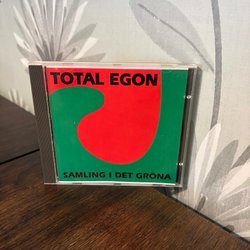 TOTAL EGON
SAMLING I DET GRÖNA